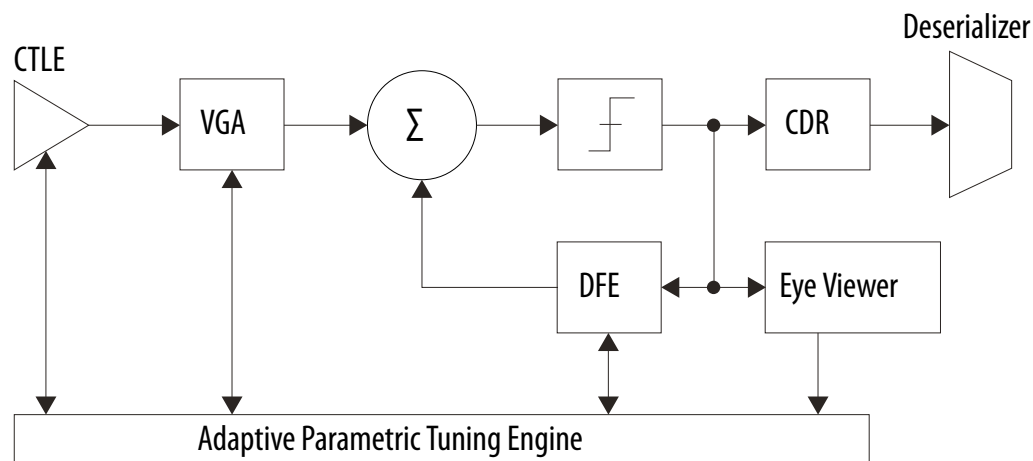 Deserializer
CTLE
VGA
Σ
CDR
DFE
Eye Viewer
Adaptive Parametric Tuning Engine